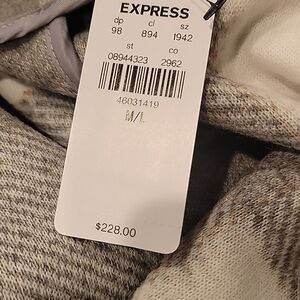 EXPRESS
dp cl sz
98 894 1942
st co
08944323 2962
46031419
M/L
$228.00